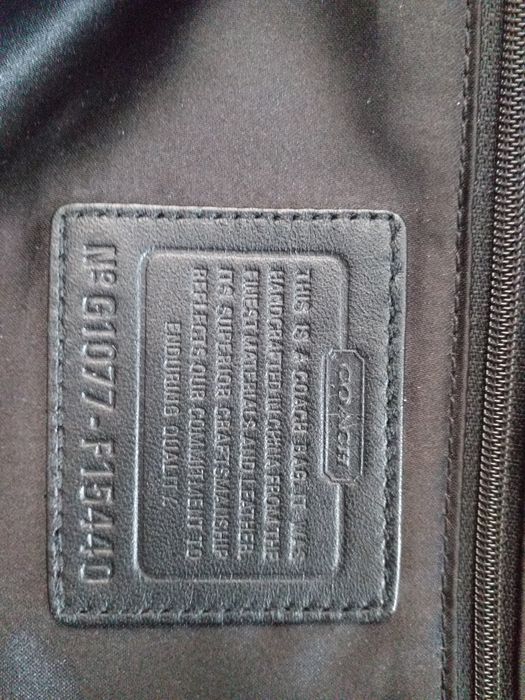 COACH
THIS IS A COACH BAG. IT WAS
HANDCRAFTED IN CHINA FROM THE
FINEST MATERIALS AND LEATHER.
ITS SUPERIOR CRAFTSMANSHIP
REFLECTS OUR COMMITMENT TO
ENDURING QUALITY.
Nº G1077-F15440